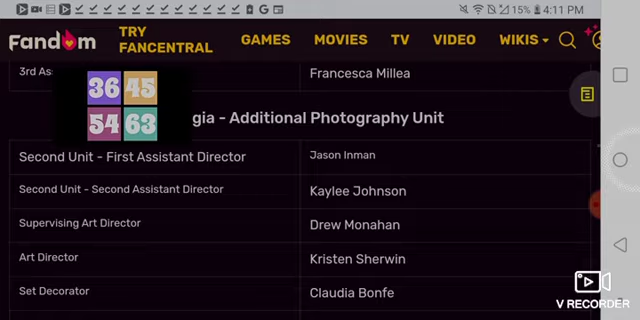 15% 4:11 PM
Fandom
TRY FANCENTRAL
GAMES MOVIES TV VIDEO WIKIS
3rd Ass Francesca Millea
36 45
54 63
gia - Additional Photography Unit
Second Unit - First Assistant Director Jason Inman
Second Unit - Second Assistant Director Kaylee Johnson
Supervising Art Director Drew Monahan
Art Director Kristen Sherwin
Set Decorator Claudia Bonfe
V RECORDER